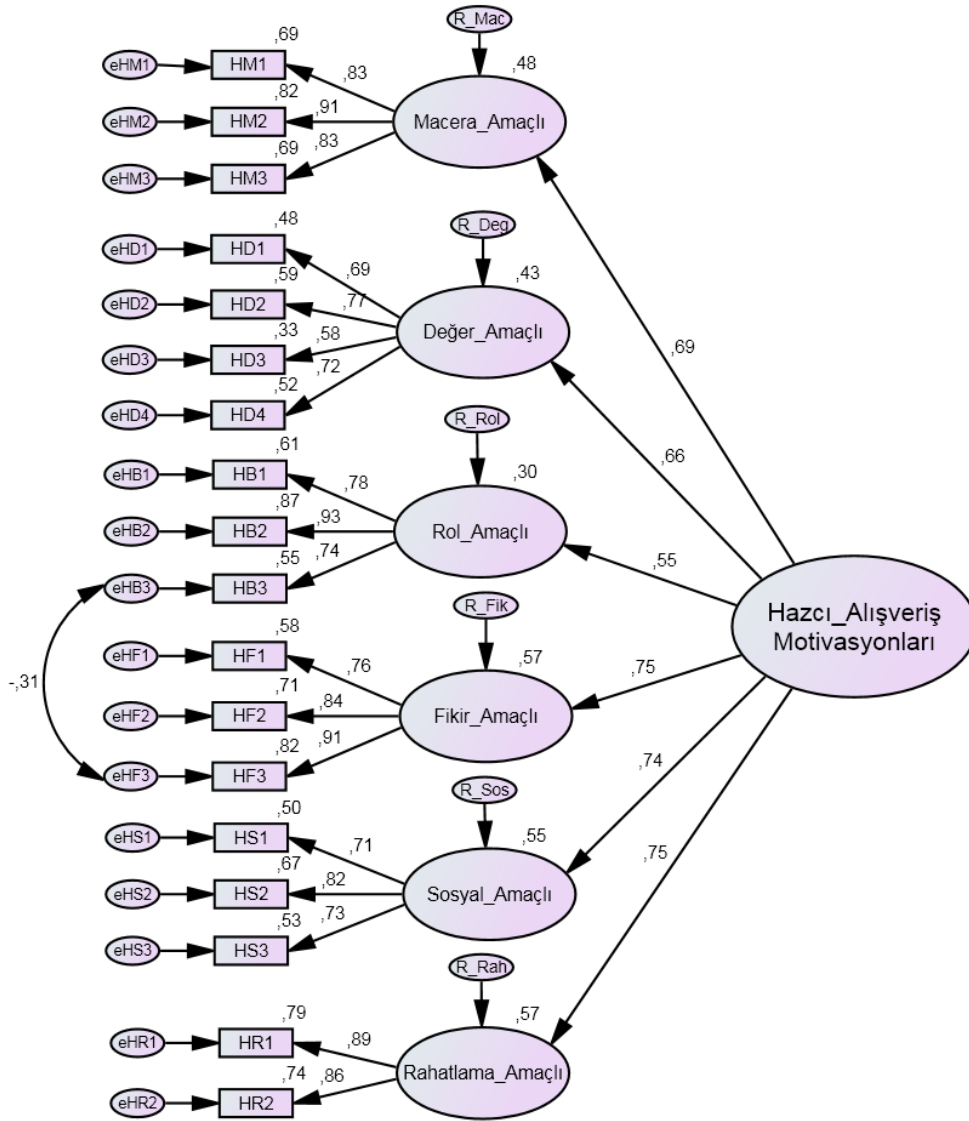 R_Mac
,69
,48
eHM1
HM1
,83
,82
eHM2
HM2
,91
Macera_Amaçlı
,69
,83
eHM3
HM3
R_Deg
,48
,43
eHD1
HD1
,69
,59
eHD2
HD2
,77
Değer_Amaçlı
,33
,58
eHD3
HD3
,72
,52
eHD4
HD4
,69
R_Rol
,61
,30
eHB1
HB1
,78
,66
,87
eHB2
HB2
,93
Rol_Amaçlı
,55
,74
eHB3
HB3
,55
R_Fik
Hazcı_Alışveriş
Motivasyonları
,58
,57
eHF1
HF1
,76
,75
-,31
,71
eHF2
HF2
,84
Fikir_Amaçlı
,82
,91
eHF3
HF3
,74
R_Sos
,50
,55
eHS1
HS1
,71
,75
,67
eHS2
HS2
,82
Sosyal_Amaçlı
,53
,73
eHS3
HS3
R_Rah
,79
,57
eHR1
HR1
,89
Rahatlama_Amaçlı
,74
,86
eHR2
HR2